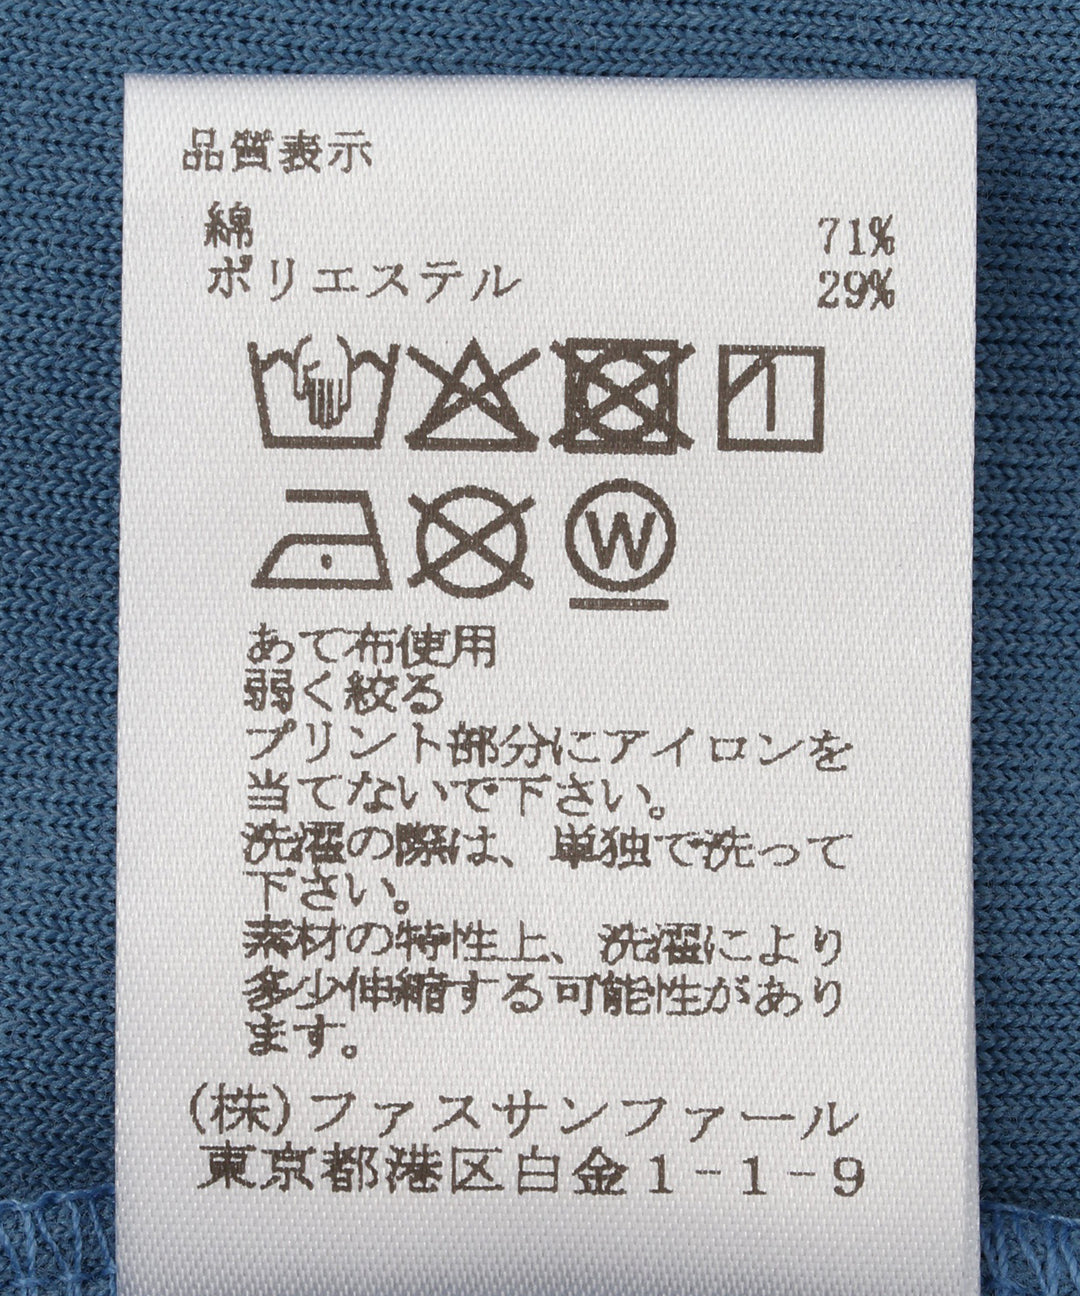 品質表示
綿 71%
ポリエステル 29%
W
あて布使用
弱く絞る
プリント部分にアイロンを
当てないで下さい。
洗濯の際は、単独で洗って
下さい。
素材の特性上、洗濯により
多少伸縮する可能性があり
ます。
(株)ファスサンファール
東京都港区白金1-1-9